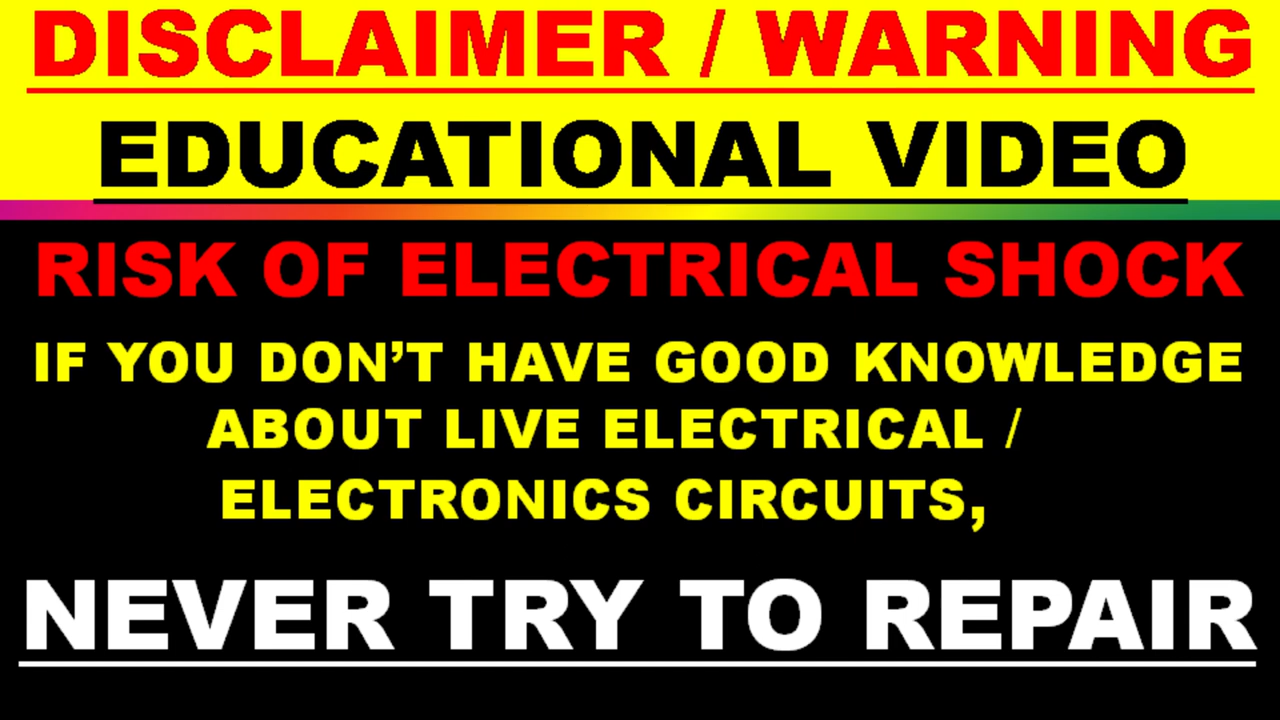 DISCLAIMER / WARNING
EDUCATIONAL VIDEO
RISK OF ELECTRICAL SHOCK
IF YOU DON’T HAVE GOOD KNOWLEDGE
ABOUT LIVE ELECTRICAL /
ELECTRONICS CIRCUITS,
NEVER TRY TO REPAIR